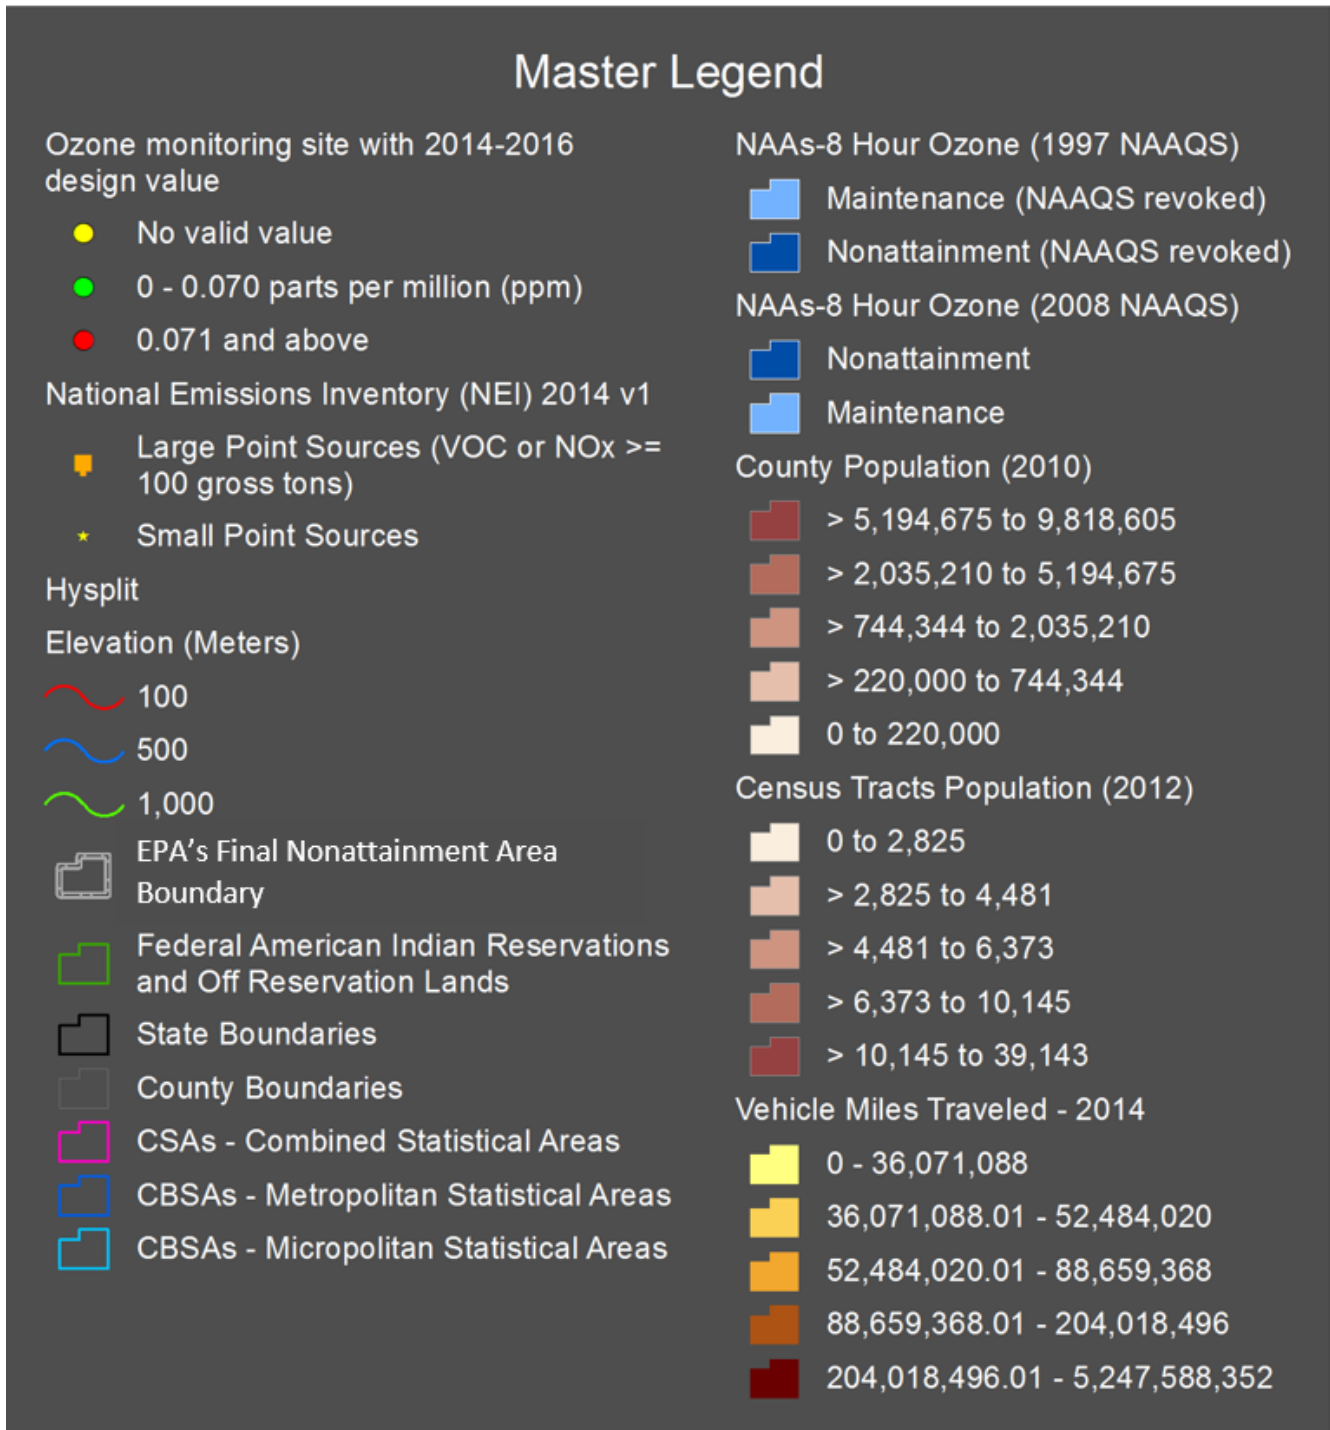 Master Legend
Ozone monitoring site with 2014-2016
design value
No valid value
0 - 0.070 parts per million (ppm)
0.071 and above
National Emissions Inventory (NEI) 2014 v1
Large Point Sources (VOC or NOx >=
100 gross tons)
Small Point Sources
Hysplit
Elevation (Meters)
100
500
1,000
EPA's Final Nonattainment Area
Boundary
Federal American Indian Reservations
and Off Reservation Lands
State Boundaries
County Boundaries
CSAs - Combined Statistical Areas
CBSAs - Metropolitan Statistical Areas
CBSAs - Micropolitan Statistical Areas
NAAs-8 Hour Ozone (1997 NAAQS)
Maintenance (NAAQS revoked)
Nonattainment (NAAQS revoked)
NAAs-8 Hour Ozone (2008 NAAQS)
Nonattainment
Maintenance
County Population (2010)
> 5,194,675 to 9,818,605
> 2,035,210 to 5,194,675
> 744,344 to 2,035,210
> 220,000 to 744,344
0 to 220,000
Census Tracts Population (2012)
0 to 2,825
> 2,825 to 4,481
> 4,481 to 6,373
> 6,373 to 10,145
> 10,145 to 39,143
Vehicle Miles Traveled - 2014
0 - 36,071,088
36,071,088.01 - 52,484,020
52,484,020.01 - 88,659,368
88,659,368.01 - 204,018,496
204,018,496.01 - 5,247,588,352